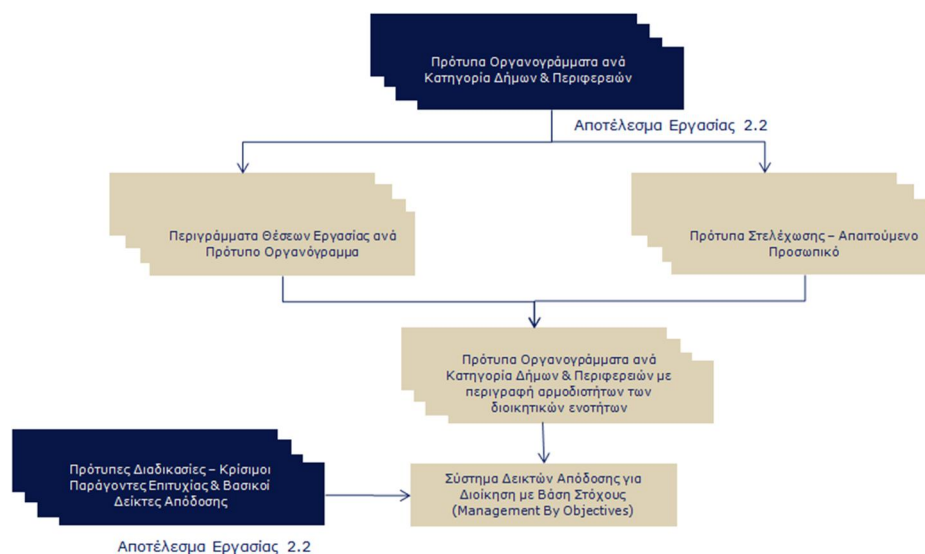 Πρότυπα Οργανογράμματα ανά
Κατηγορία Δήμων & Περιφερειών
Αποτέλεσμα Εργασίας 2.2
Περιγράμματα Θέσεων Εργασίας ανά
Πρότυπο Οργανόγραμμα
Πρότυπα Στελέχωσης – Απαιτούμενο
Προσωπικό
Πρότυπα Οργανογράμματα ανά
Κατηγορία Δήμων & Περιφερειών με
περιγραφή αρμοδιοτήτων των
διοικητικών ενοτήτων
Πρότυπες Διαδικασίες – Κρίσιμοι
Παράγοντες Επιτυχίας & Βασικοί
Δείκτες Απόδοσης
Σύστημα Δεικτών Απόδοσης για
Διοίκηση με Βάση Στόχους
(Management By Objectives)
Αποτέλεσμα Εργασίας 2.2